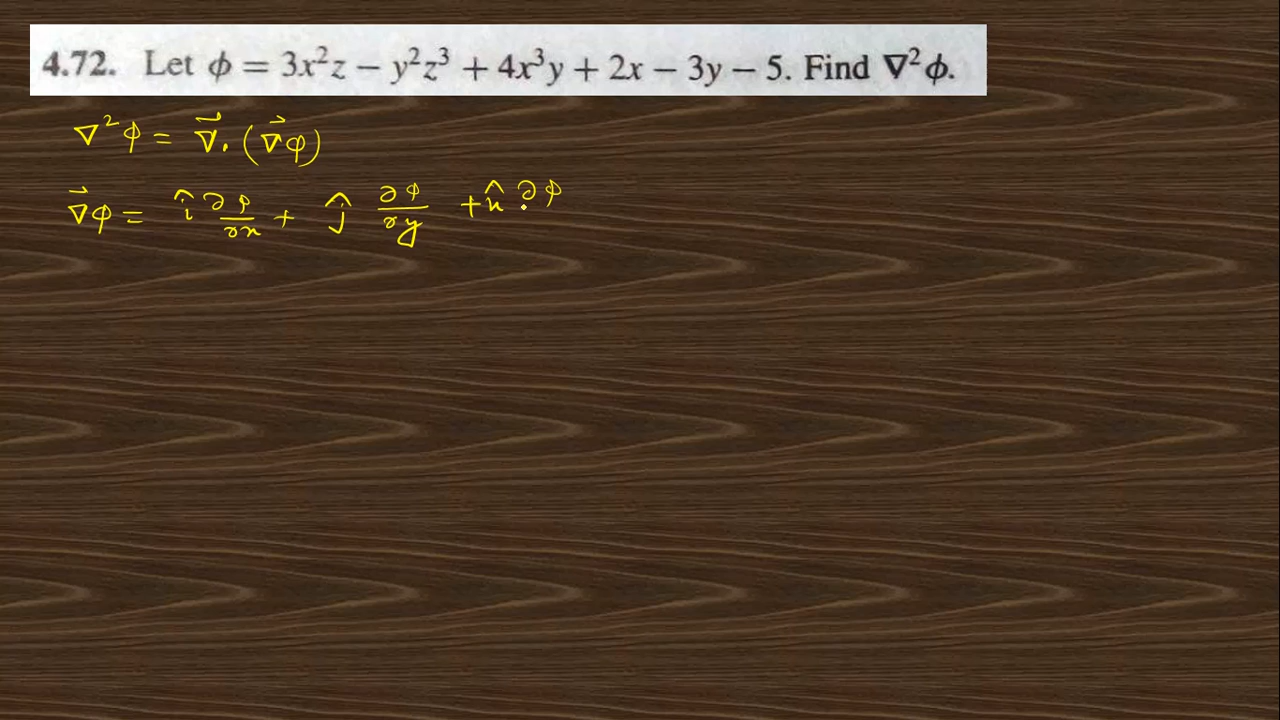 4.72. Let ϕ = 3x²z − y²z³ + 4x³y + 2x − 3y − 5. Find ∇²ϕ.
∇²ϕ = ∇⃗. (∇⃗ϕ)
∇⃗ϕ = î ∂ϕ/∂x + ĵ ∂ϕ/∂y + k̂ ∂ϕ